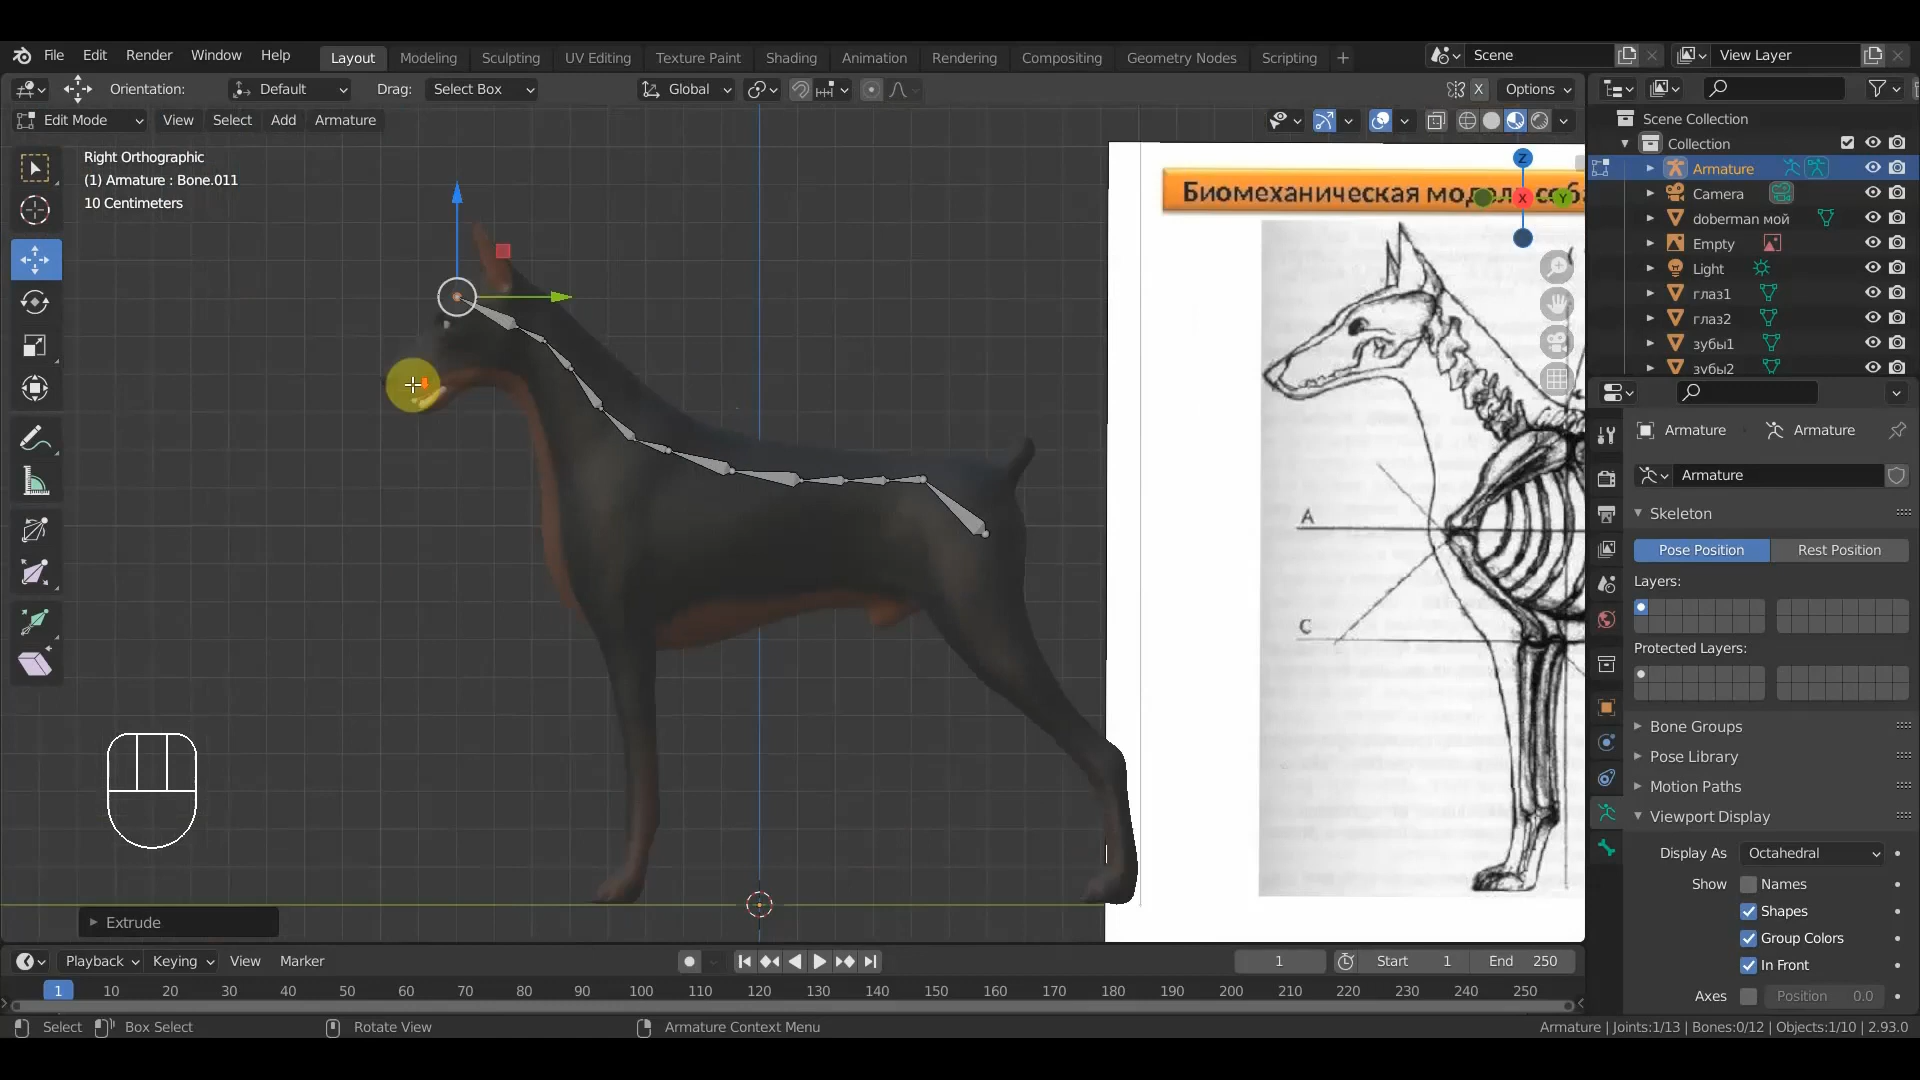 File Edit Render Window Help Layout Modeling Sculpting UV Editing Texture Paint Shading Animation Rendering Compositing Geometry Nodes Scripting + Scene View Layer
Orientation: Default Drag: Select Box Global X Options
Edit Mode View Select Add Armature
Right Orthographic
(1) Armature : Bone.011
10 Centimeters
Биомеханическая модель
Z
X
Y
A
C
Scene Collection
Collection
Armature
Camera
doberman мой
Empty
Light
глаз1
глаз2
зубы1
зубы2
Armature Armature
Armature
Skeleton
Pose Position Rest Position
Layers:
Protected Layers:
Bone Groups
Pose Library
Motion Paths
Viewport Display
Display As Octahedral
Show Names
Shapes
Group Colors
In Front
Axes Position 0.0
Extrude
Playback Keying View Marker 1 Start 1 End 250
1 10 20 30 40 50 60 70 80 90 100 110 120 130 140 150 160 170 180 190 200 210 220 230 240 250
Select Box Select Rotate View Armature Context Menu Armature | Joints:1/13 | Bones:0/12 | Objects:1/10 | 2.93.0